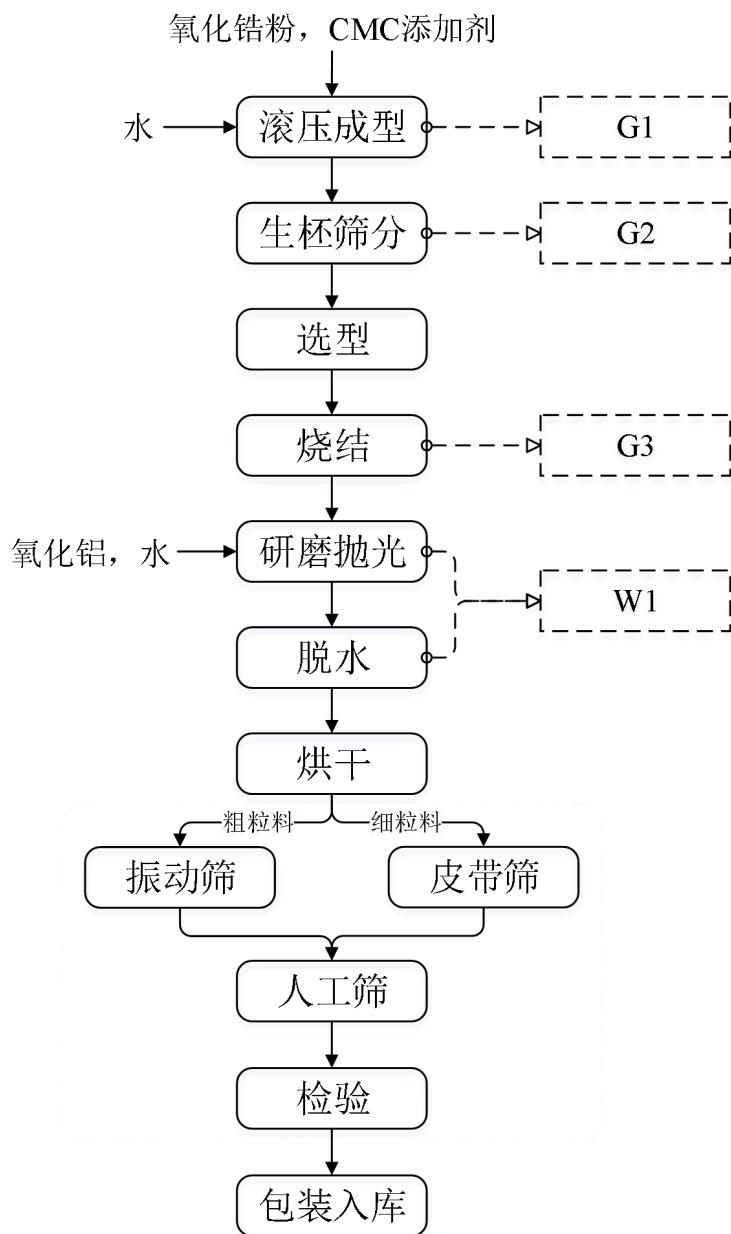 氧化锆粉，CMC添加剂
水
滚压成型
G1
生柸筛分
G2
选型
烧结
G3
氧化铝，水
研磨抛光
W1
脱水
烘干
粗粒料
细粒料
振动筛
皮带筛
人工筛
检验
包装入库